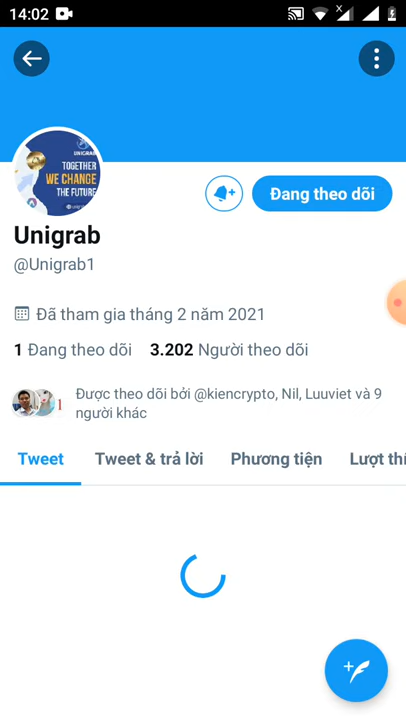 14:02
x
UNIGRAB
TOGETHER
WE CHANGE
THE FUTURE
Đang theo dõi
Unigrab
@Unigrab1
Đã tham gia tháng 2 năm 2021
1 Đang theo dõi 3.202 Người theo dõi
Được theo dõi bởi @kiencrypto, Nil, Luuviet và 9
người khác
1
Tweet Tweet & trả lời Phương tiện Lượt thí